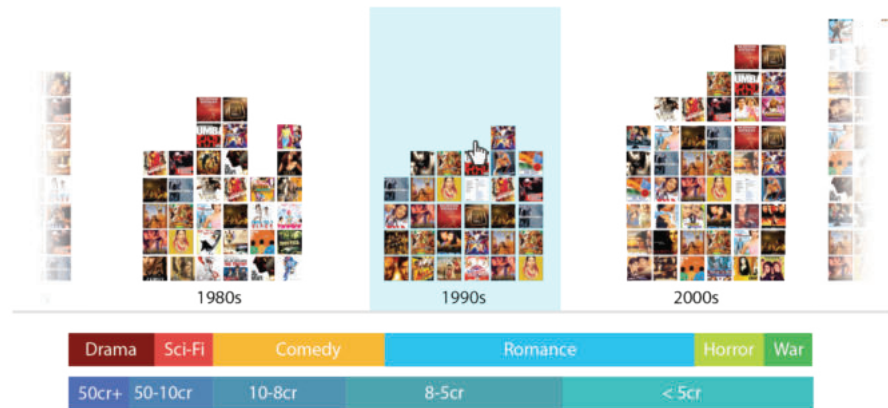 1980s 1990s 2000s
Drama Sci-Fi Comedy Romance Horror War
50cr+ 50-10cr 10-8cr 8-5cr < 5cr